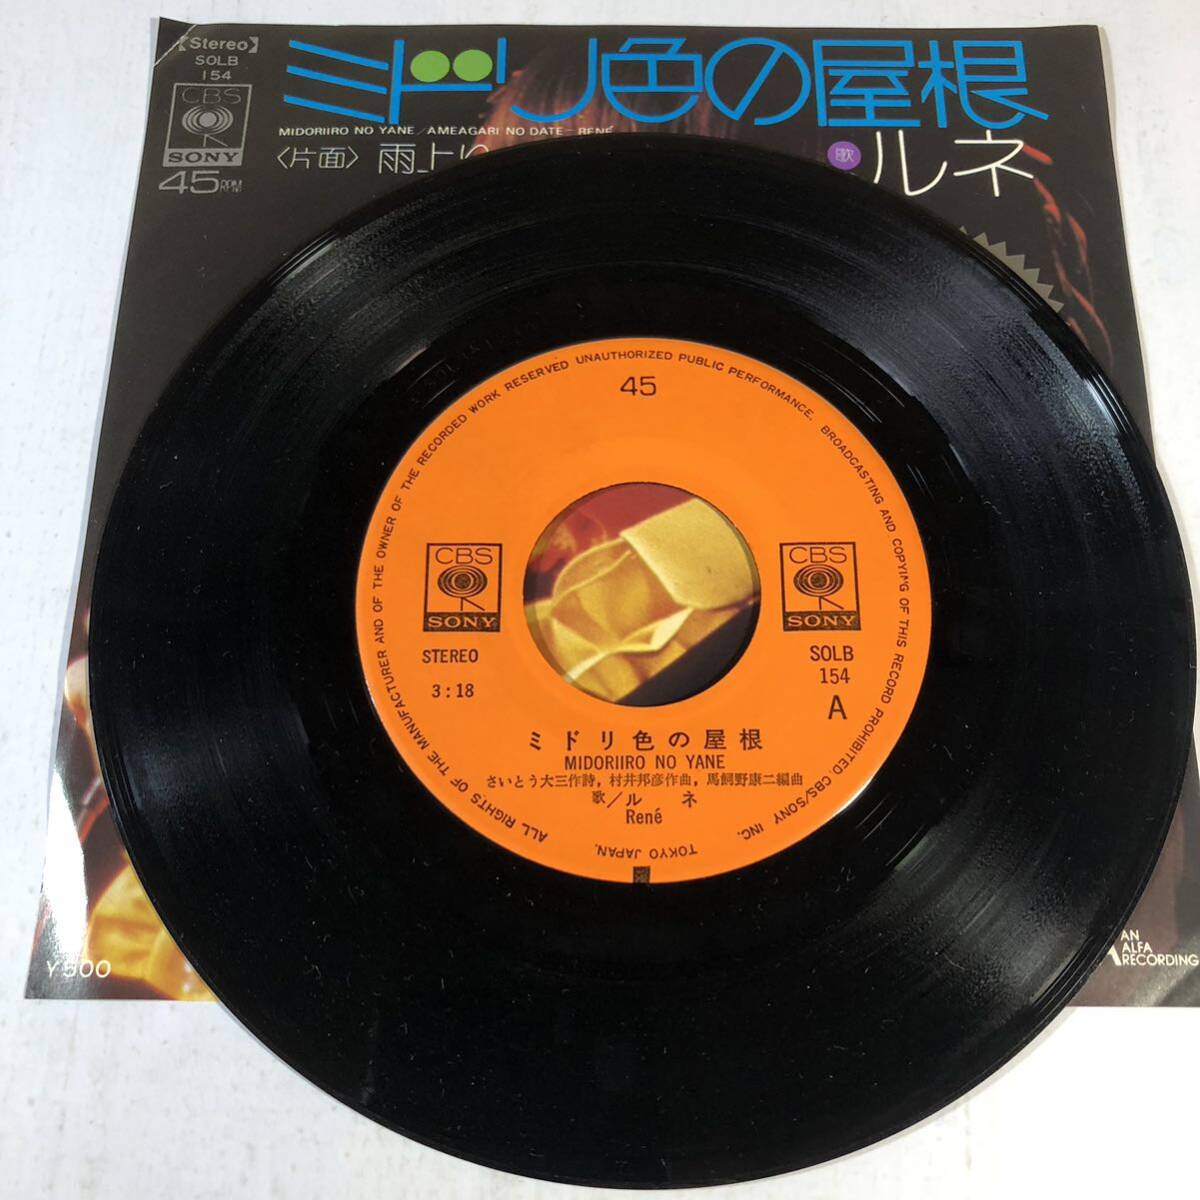 【Stereo】
SOLB
154
CBS
SONY
45RPM
ミドリ色の屋根
MIDORIIRO NO YANE/AMEAGARI NO DATE—RENÉ
〈片面〉雨上り
歌 ルネ
¥500
AN
ALFA
RECORDING
45
ALL RIGHTS OF THE MANUFACTURER AND OF THE OWNER OF THE RECORDED WORK RESERVED UNAUTHORIZED PUBLIC PERFORMANCE. BROADCASTING AND COPYING OF THIS RECORD PROHIBITED. CBS/SONY INC.
TOKYO JAPAN.
CBS
SONY
STEREO
3:18
CBS
SONY
SOLB
154
A
ミドリ色の屋根
MIDORIIRO NO YANE
さいとう大三作詩, 村井邦彦作曲, 馬飼野康二編曲
歌／ルネ
René